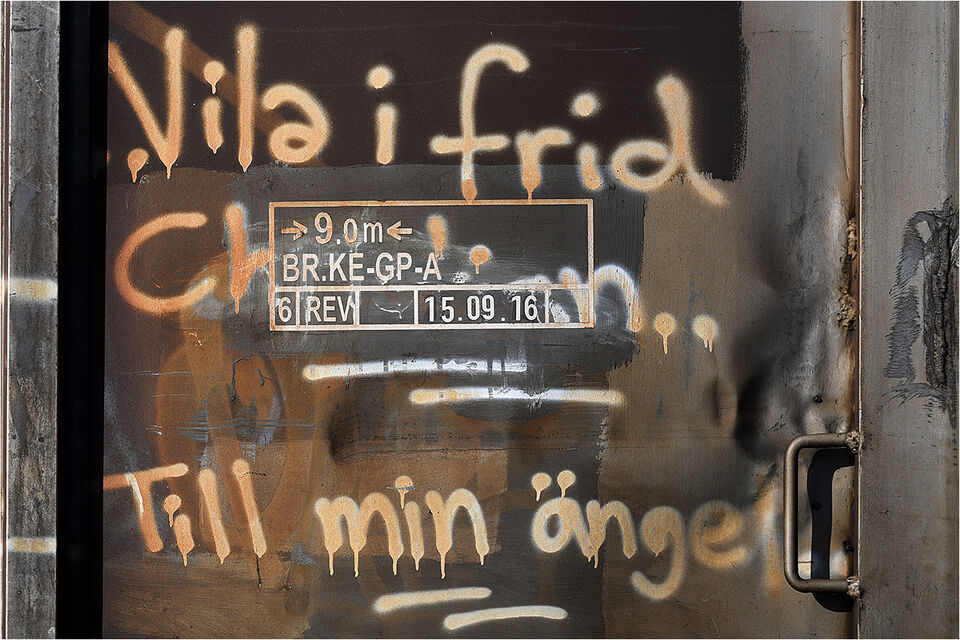 Vila i frid
→9.0m←
BR.KE-GP-A
6 REV 15.09.16
Till min ängel